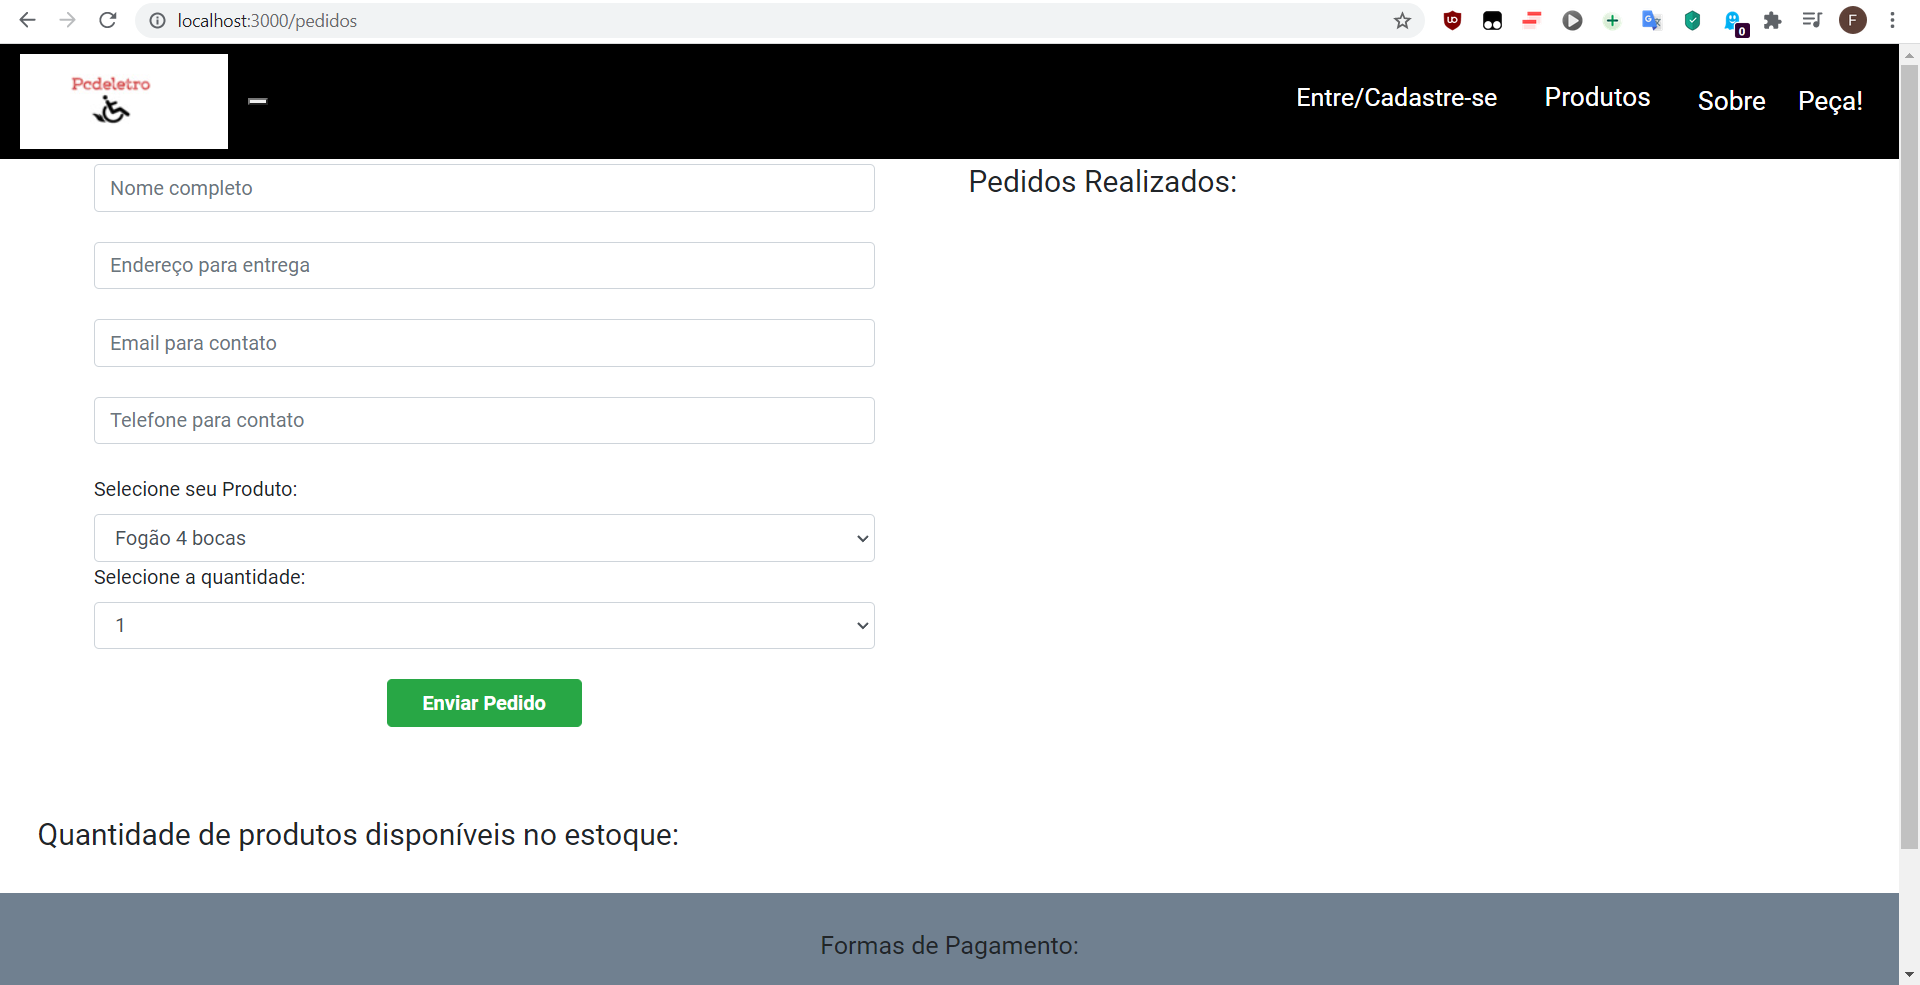 localhost:3000/pedidos
0
F
Pcdeletro
Entre/Cadastre-se
Produtos
Sobre
Peça!
Nome completo
Endereço para entrega
Email para contato
Telefone para contato
Selecione seu Produto:
Fogão 4 bocas
Selecione a quantidade:
1
Enviar Pedido
Pedidos Realizados:
Quantidade de produtos disponíveis no estoque:
Formas de Pagamento: